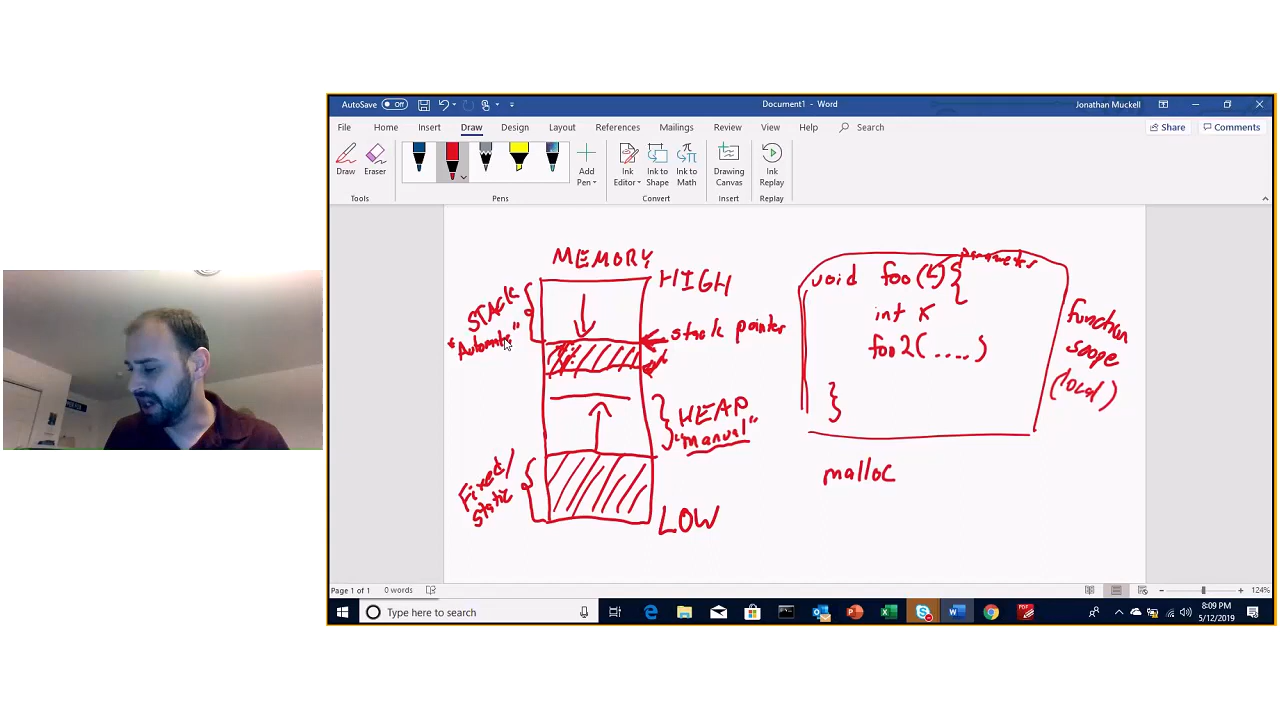 AutoSave Off
Document1 - Word
Jonathan Muckell
File Home Insert Draw Design Layout References Mailings Review View Help Search
Share Comments
Draw Eraser
Add Pen
Ink Editor Ink to Shape Ink to Math
Drawing Canvas
Ink Replay
Tools Pens Convert Insert Replay
MEMORY
HIGH
STACK
stack pointer
HEAP
"manual"
Fixed/
static
LOW
parameter
void foo( ){
int x
foo2(....)
}
function
scope
(local)
malloc
Page 1 of 1 0 words
124%
Type here to search
8:09 PM
5/12/2019